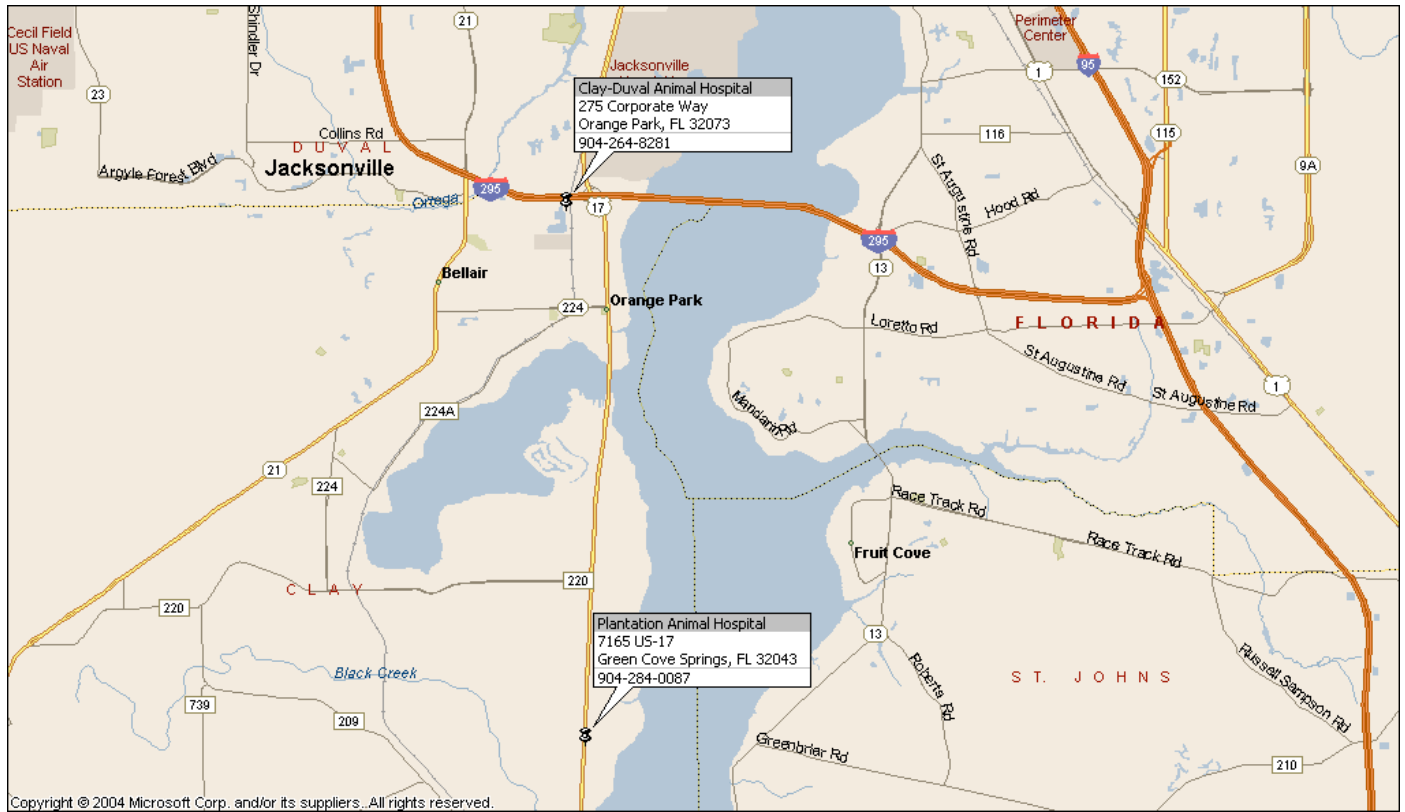 Cecil Field
US Naval
Air
Station
Shindler Dr
21
Perimeter
Center
1
95
152
23
Jacksonville
Clay-Duval Animal Hospital
275 Corporate Way
Orange Park, FL 32073
904-264-8281
Collins Rd
DUVAL
Jacksonville
Argyle Forest Blvd
116
115
9A
St Augustine Rd
Hood Rd
Ortega
295
17
295
13
Bellair
224
Orange Park
Loretto Rd
FLORIDA
St Augustine Rd
St Augustine Rd
1
224A
Mandarin Rd
21
224
Race Track Rd
Race Track Rd
Fruit Cove
220
CLAY
220
Plantation Animal Hospital
7165 US-17
Green Cove Springs, FL 32043
904-284-0087
13
Roberts Rd
Russell Sampson Rd
ST. JOHNS
Black Creek
739
209
Greenbrier Rd
210
Copyright © 2004 Microsoft Corp. and/or its suppliers. All rights reserved.